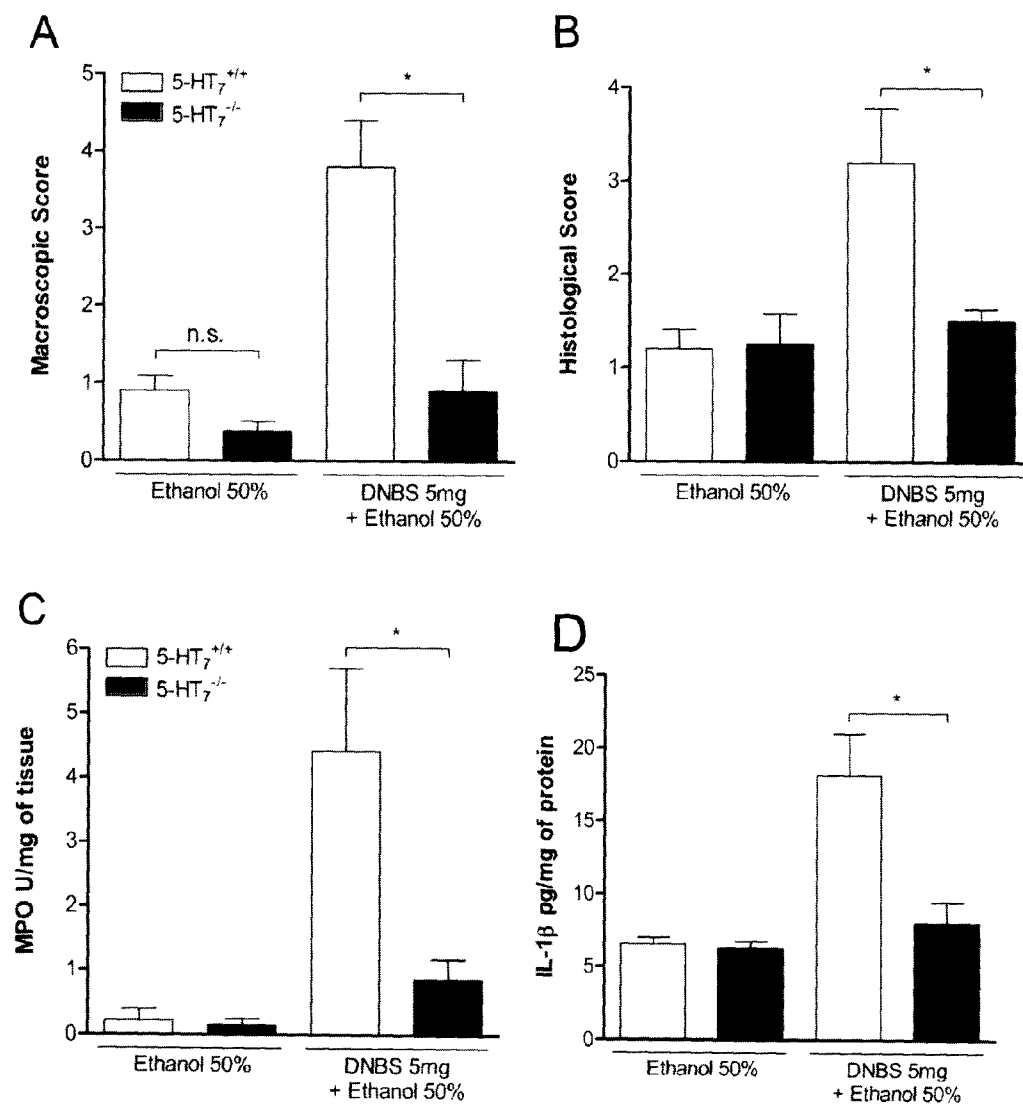 A
5-HT7+/+
5-HT7-/-
Macroscopic Score
5
4
3
2
1
0
n.s.
*
Ethanol 50%
DNBS 5mg
+ Ethanol 50%
B
Histological Score
4
3
2
1
0
*
Ethanol 50%
DNBS 5mg
+ Ethanol 50%
C
5-HT7+/+
5-HT7-/-
MPO U/mg of tissue
6
5
4
3
2
1
0
*
Ethanol 50%
DNBS 5mg
+ Ethanol 50%
D
IL-1β pg/mg of protein
25
20
15
10
5
0
*
Ethanol 50%
DNBS 5mg
+ Ethanol 50%